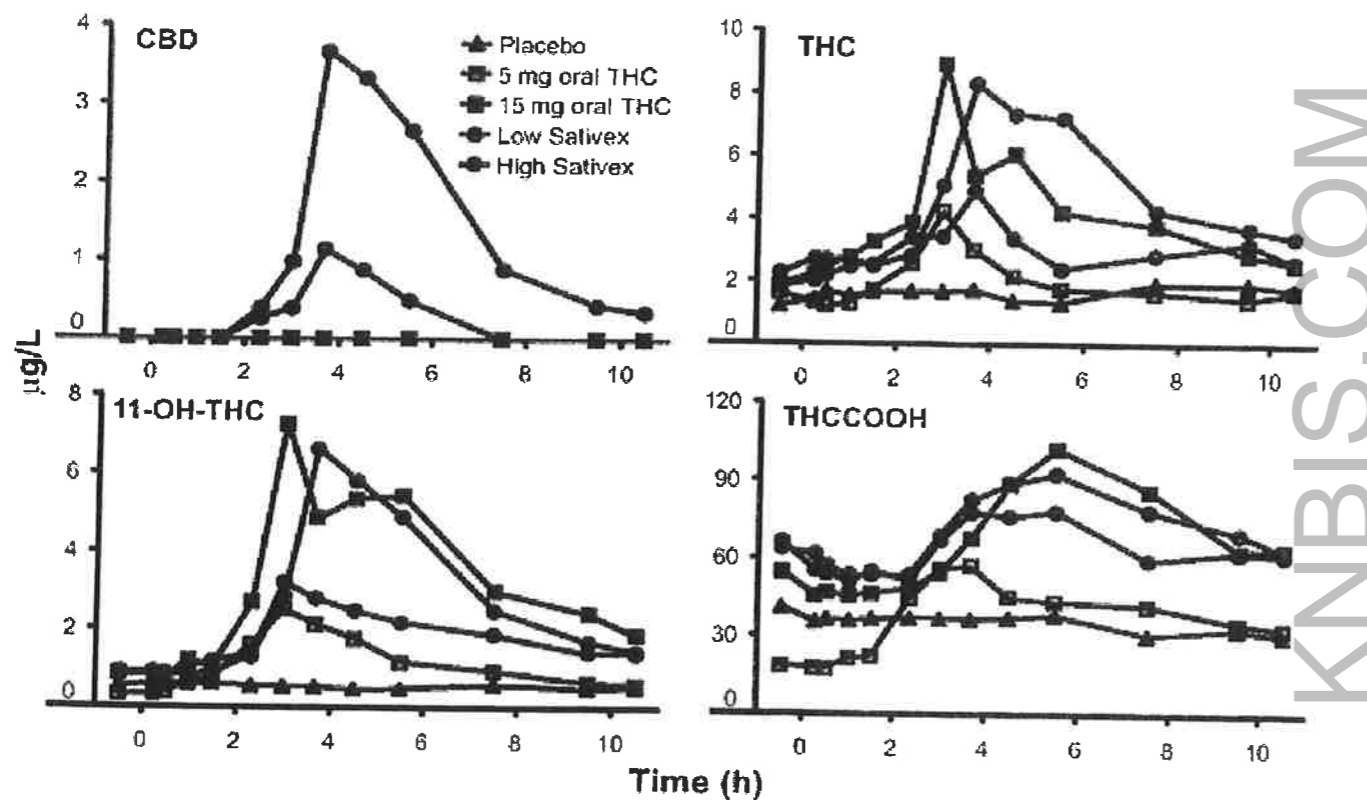 CBD
4
3
2
1
0
0 2 4 6 8 10
Placebo
5 mg oral THC
15 mg oral THC
Low Sativex
High Sativex
THC
10
8
6
4
2
0
0 2 4 6 8 10
µg/L
11-OH-THC
8
6
4
2
0
0 2 4 6 8 10
THCCOOH
120
90
60
30
0
0 2 4 6 8 10
Time (h)
KNBIS.COM